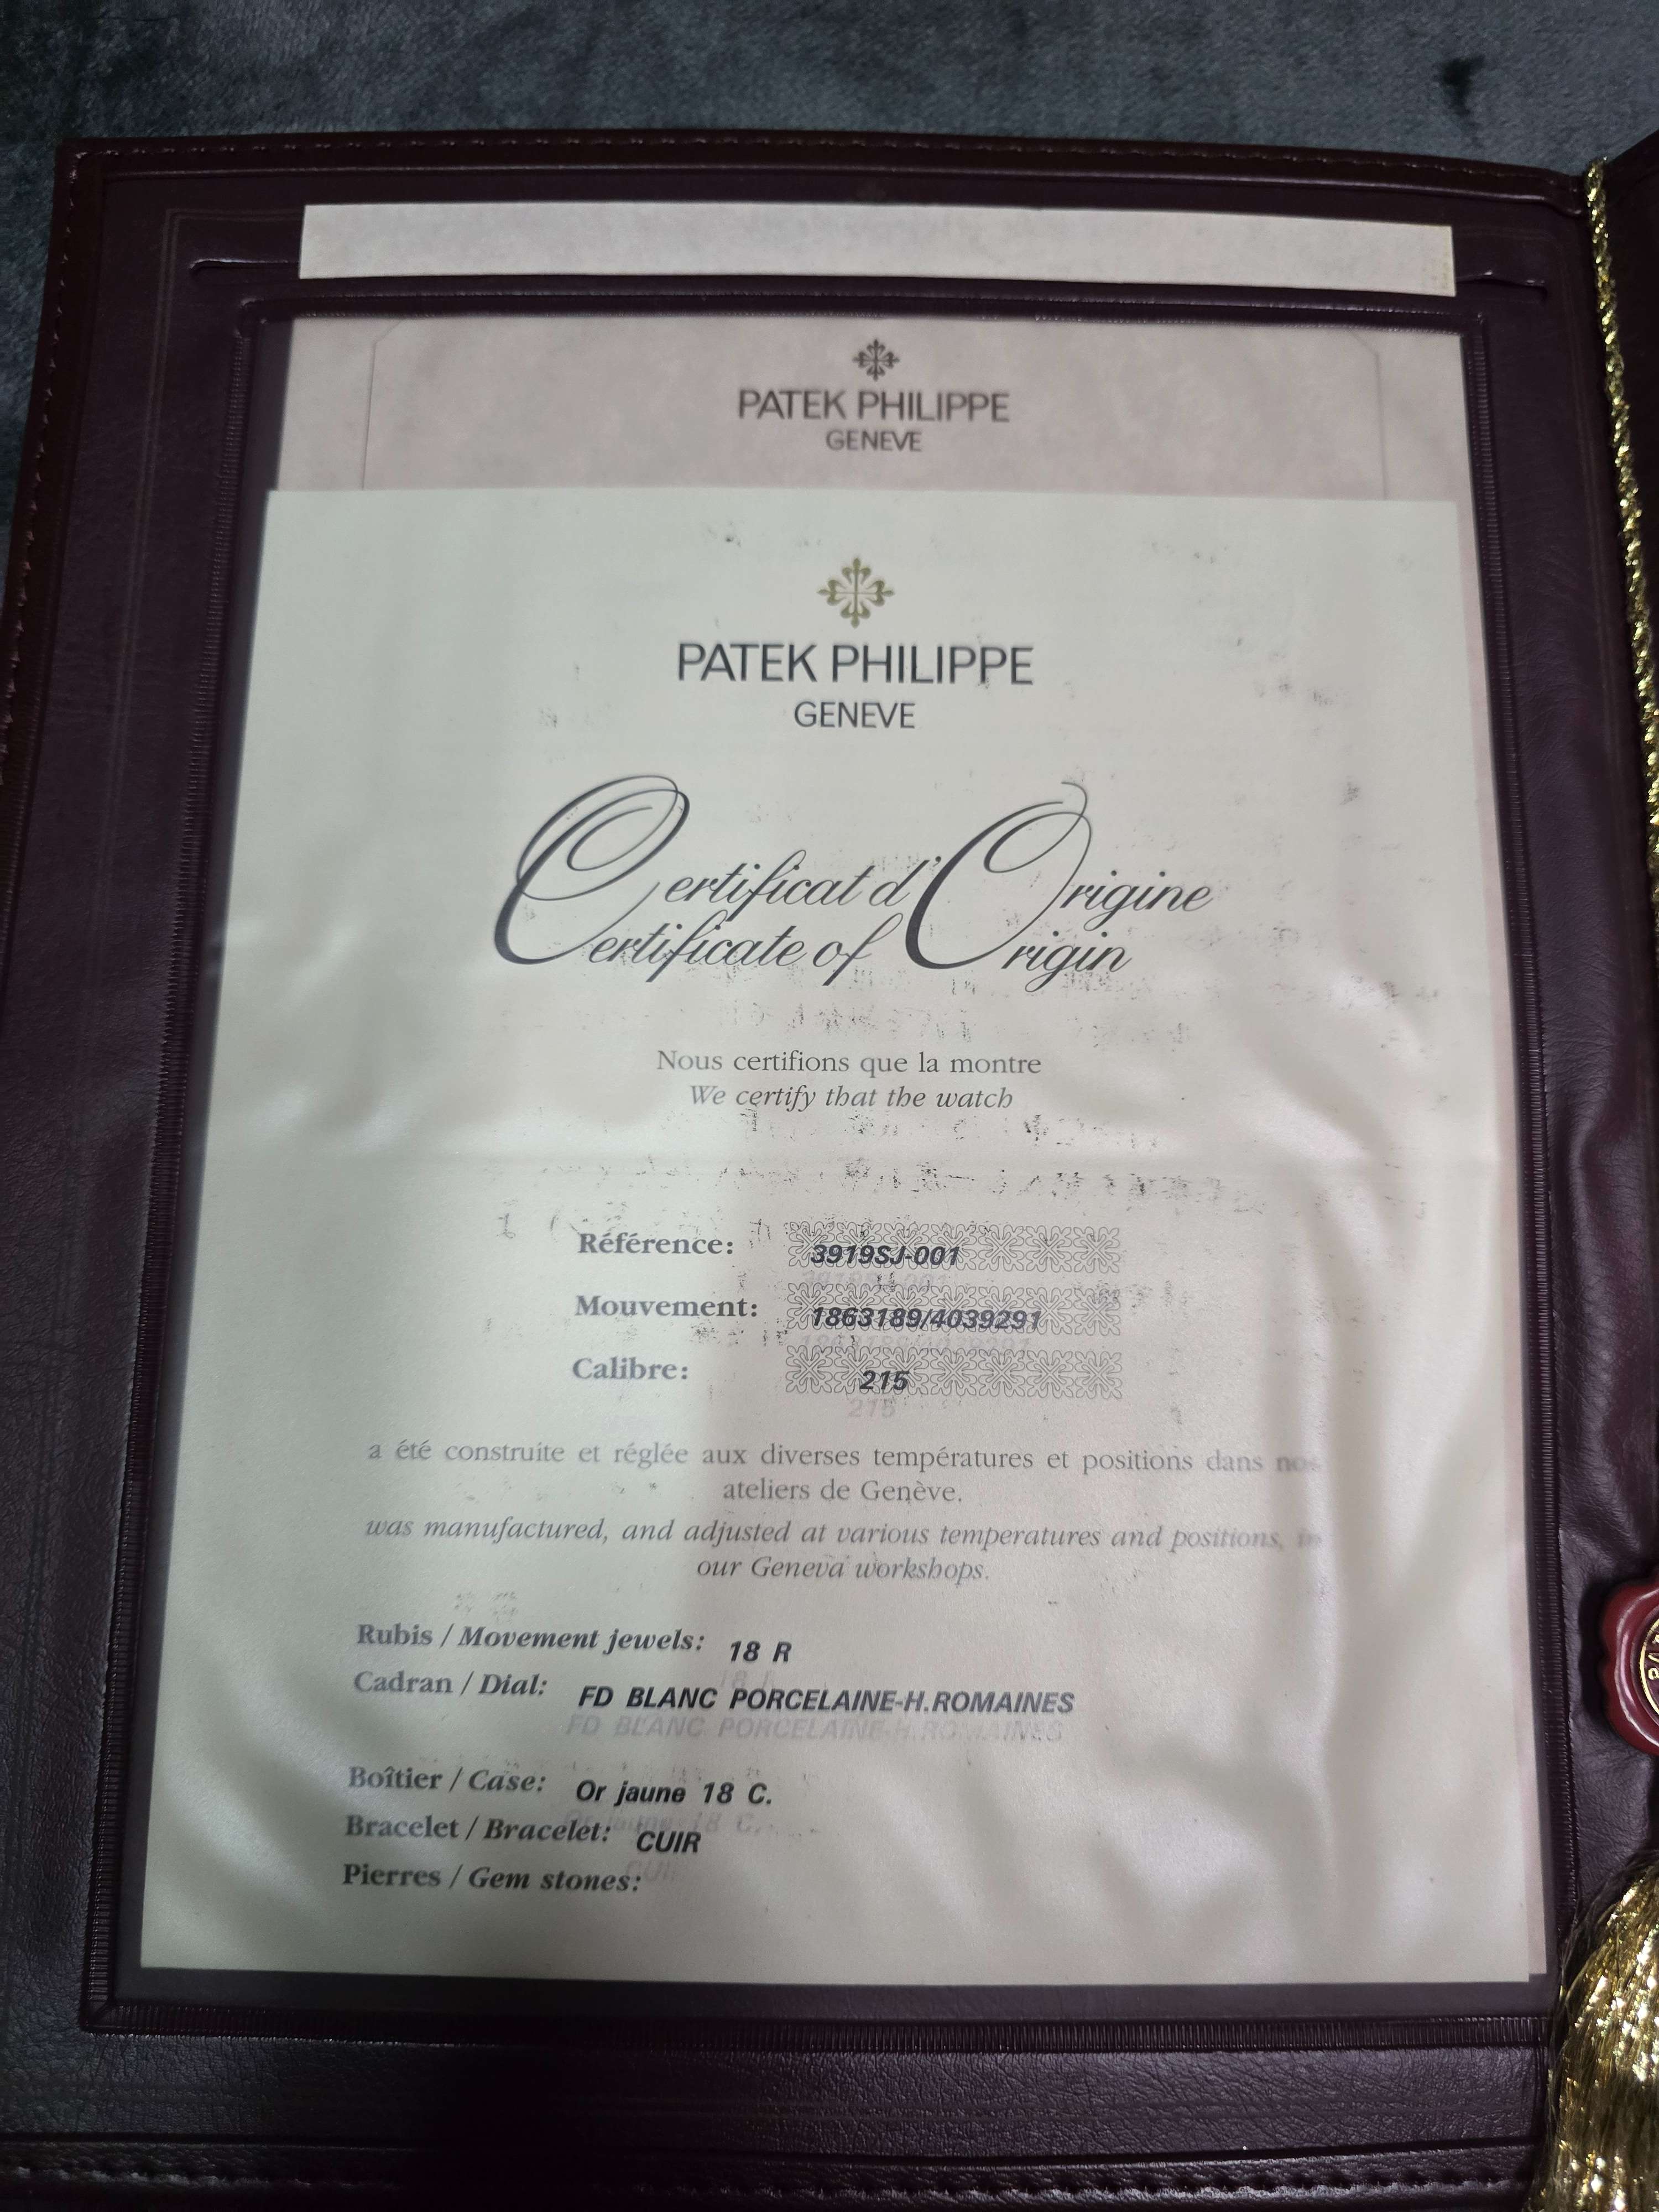 PATEK PHILIPPE
GENEVE
PATEK PHILIPPE
GENEVE
Certificat d'Origine
Certificate of Origin
Nous certifions que la montre
We certify that the watch
Référence: 3919SJ-001
Mouvement: 1863189/4039291
Calibre: 215
a été construite et réglée aux diverses températures et positions dans nos
ateliers de Genève.
was manufactured, and adjusted at various temperatures and positions, in
our Geneva workshops.
Rubis / Movement jewels: 18 R
Cadran / Dial: FD BLANC PORCELAINE-H.ROMAINES
Boîtier / Case: Or jaune 18 C.
Bracelet / Bracelet: CUIR
Pierres / Gem stones: